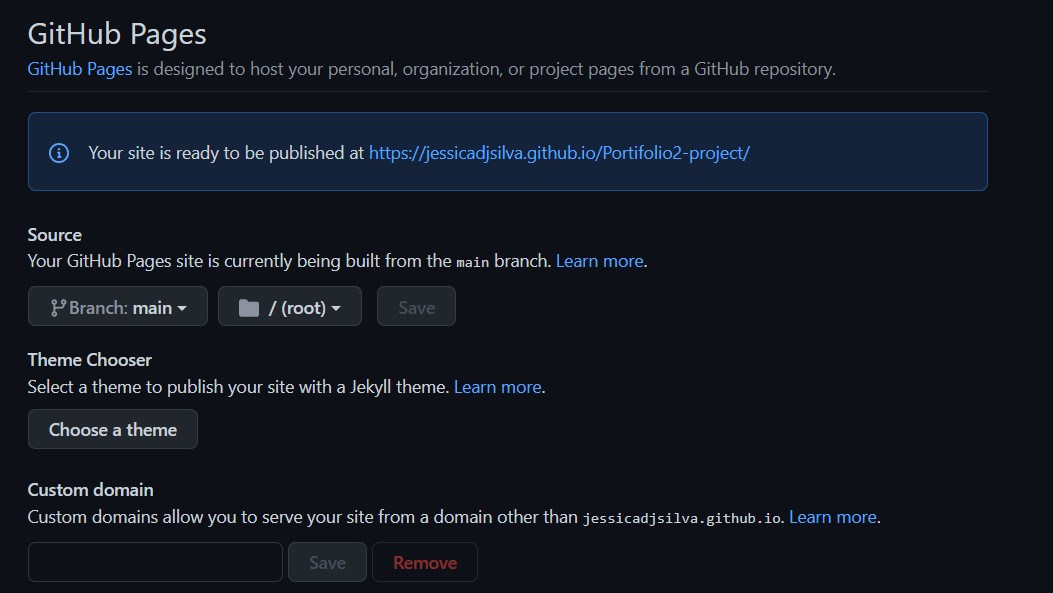 GitHub Pages
GitHub Pages is designed to host your personal, organization, or project pages from a GitHub repository.
Your site is ready to be published at https://jessicadjsilva.github.io/Portifolio2-project/
Source
Your GitHub Pages site is currently being built from the main branch. Learn more.
Branch: main / (root) Save
Theme Chooser
Select a theme to publish your site with a Jekyll theme. Learn more.
Choose a theme
Custom domain
Custom domains allow you to serve your site from a domain other than jessicadjsilva.github.io. Learn more.
Save Remove